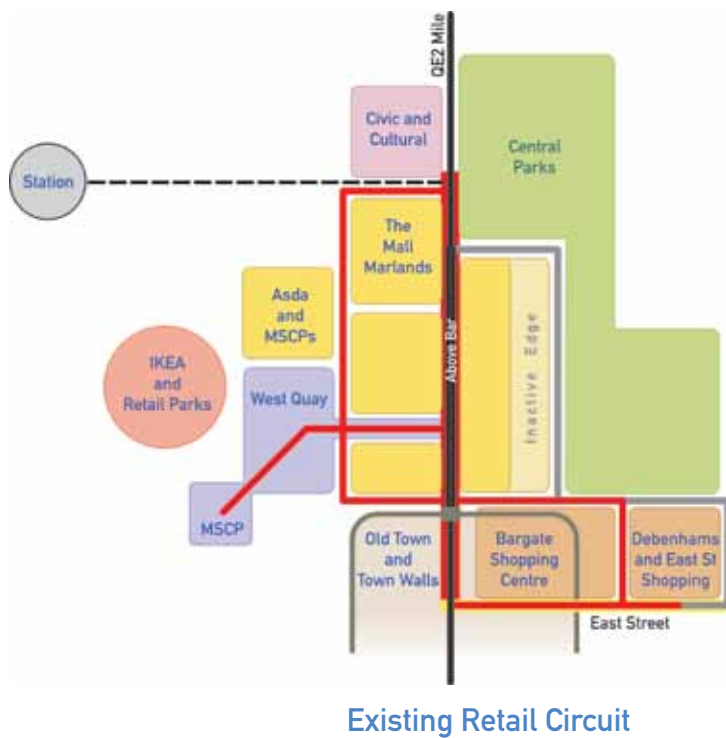 QE2 Mile
Civic and
Cultural
Central
Parks
Station
The
Mall
Marlands
Asda
and
MSCPs
IKEA
and
Retail Parks
West Quay
Above Bar
Inactive Edge
MSCP
Old Town
and
Town Walls
Bargate
Shopping
Centre
Debenhams
and East St
Shopping
East Street
Existing Retail Circuit